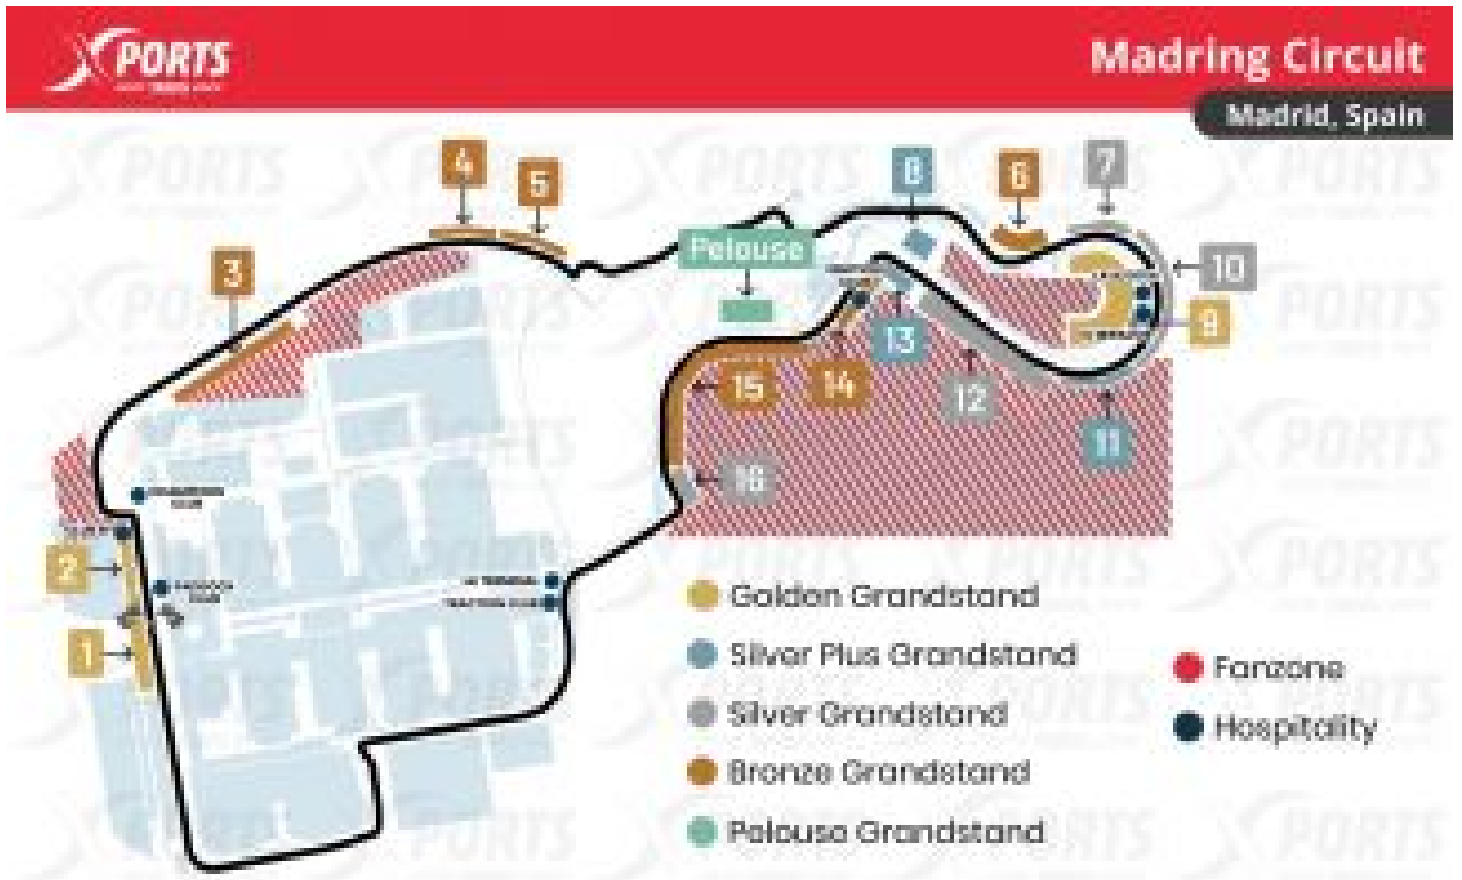 XPORTS
Madring Circuit
Madrid, Spain
4
5
8
6
7
3
Pelouse
10
9
13
15
14
12
11
16
2
1
Golden Grandstand
Silver Plus Grandstand
Silver Grandstand
Bronze Grandstand
Pelouse Grandstand
Fanzone
Hospitality